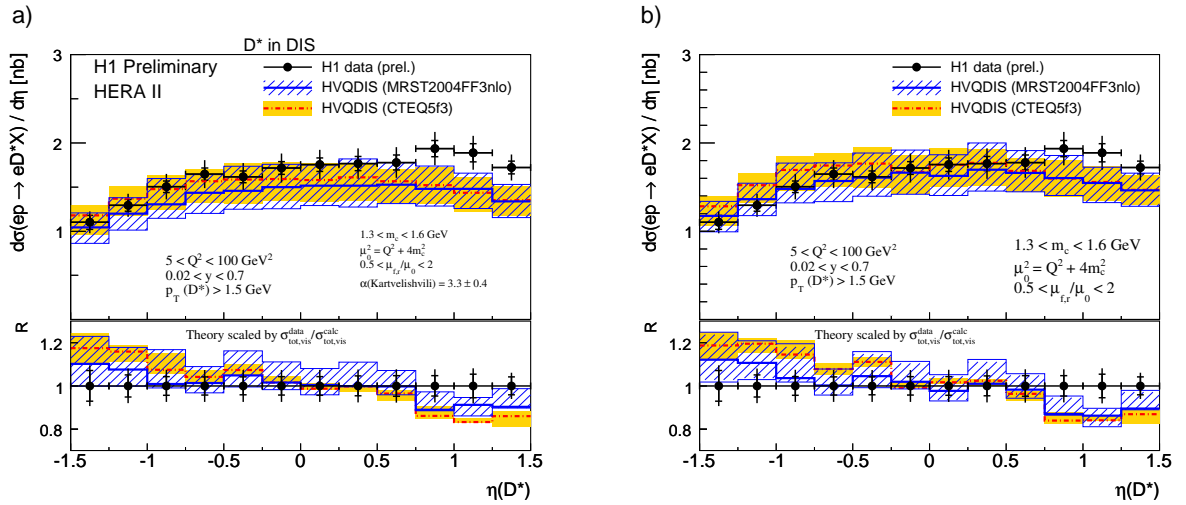 a)
D* in DIS
H1 Preliminary
HERA II
H1 data (prel.)
HVQDIS (MRST2004FF3nlo)
HVQDIS (CTEQ5f3)
dσ(ep → eD*X) / dη [nb]
3
2
1
5 < Q² < 100 GeV²
0.02 < y < 0.7
p_T (D*) > 1.5 GeV
1.3 < m_c < 1.6 GeV
μ₀² = Q² + 4m_c²
0.5 < μ_f,r/μ_0 < 2
α(Kartvelishvili) = 3.3 ± 0.4
R
Theory scaled by σ^data_tot,vis/σ^calc_tot,vis
1.2
1
0.8
-1.5 -1 -0.5 0 0.5 1 1.5
η(D*)
b)
H1 data (prel.)
HVQDIS (MRST2004FF3nlo)
HVQDIS (CTEQ5f3)
dσ(ep → eD*X) / dη [nb]
3
2
1
5 < Q² < 100 GeV²
0.02 < y < 0.7
p_T (D*) > 1.5 GeV
1.3 < m_c < 1.6 GeV
μ₀² = Q² + 4m_c²
0.5 < μ_f,r/μ_0 < 2
R
Theory scaled by σ^data_tot,vis/σ^calc_tot,vis
1.2
1
0.8
-1.5 -1 -0.5 0 0.5 1 1.5
η(D*)